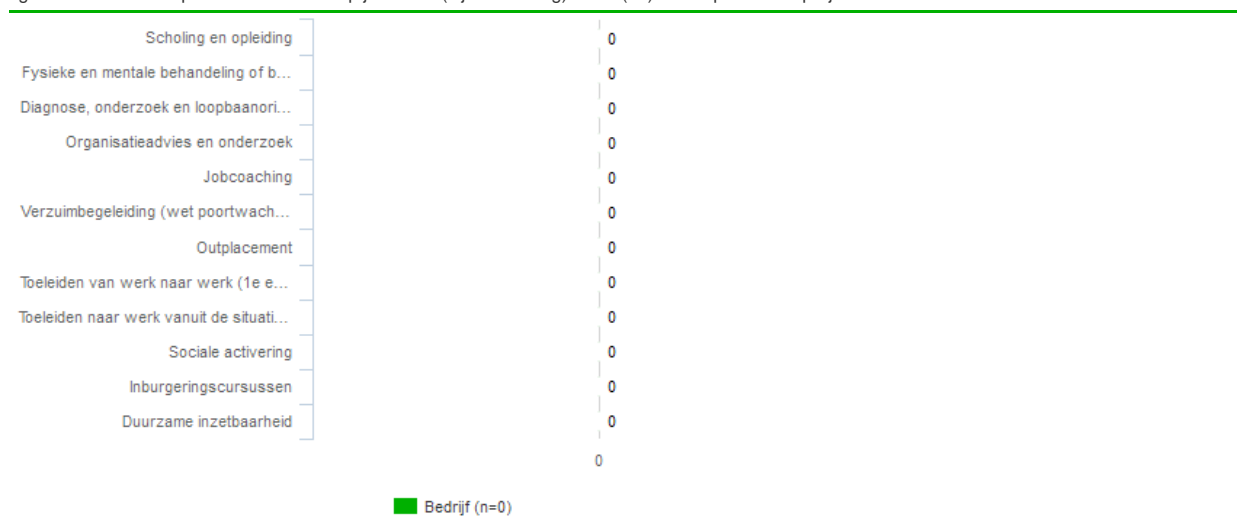 Scholing en opleiding 0
Fysieke en mentale behandeling of b... 0
Diagnose, onderzoek en loopbaanori... 0
Organisatieadvies en onderzoek 0
Jobcoaching 0
Verzuimbegeleiding (wet poortwach... 0
Outplacement 0
Toeleiden van werk naar werk (1e e... 0
Toeleiden naar werk vanuit de situati... 0
Sociale activering 0
Inburgeringscursussen 0
Duurzame inzetbaarheid 0
0
Bedrijf (n=0)